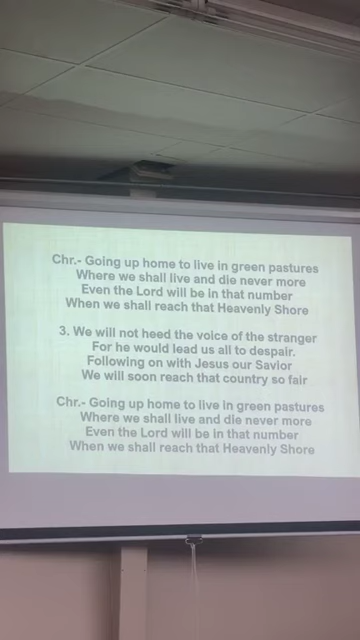 Chr.- Going up home to live in green pastures
Where we shall live and die never more
Even the Lord will be in that number
When we shall reach that Heavenly Shore
3. We will not heed the voice of the stranger
For he would lead us all to despair.
Following on with Jesus our Savior
We will soon reach that country so fair
Chr.- Going up home to live in green pastures
Where we shall live and die never more
Even the Lord will be in that number
When we shall reach that Heavenly Shore